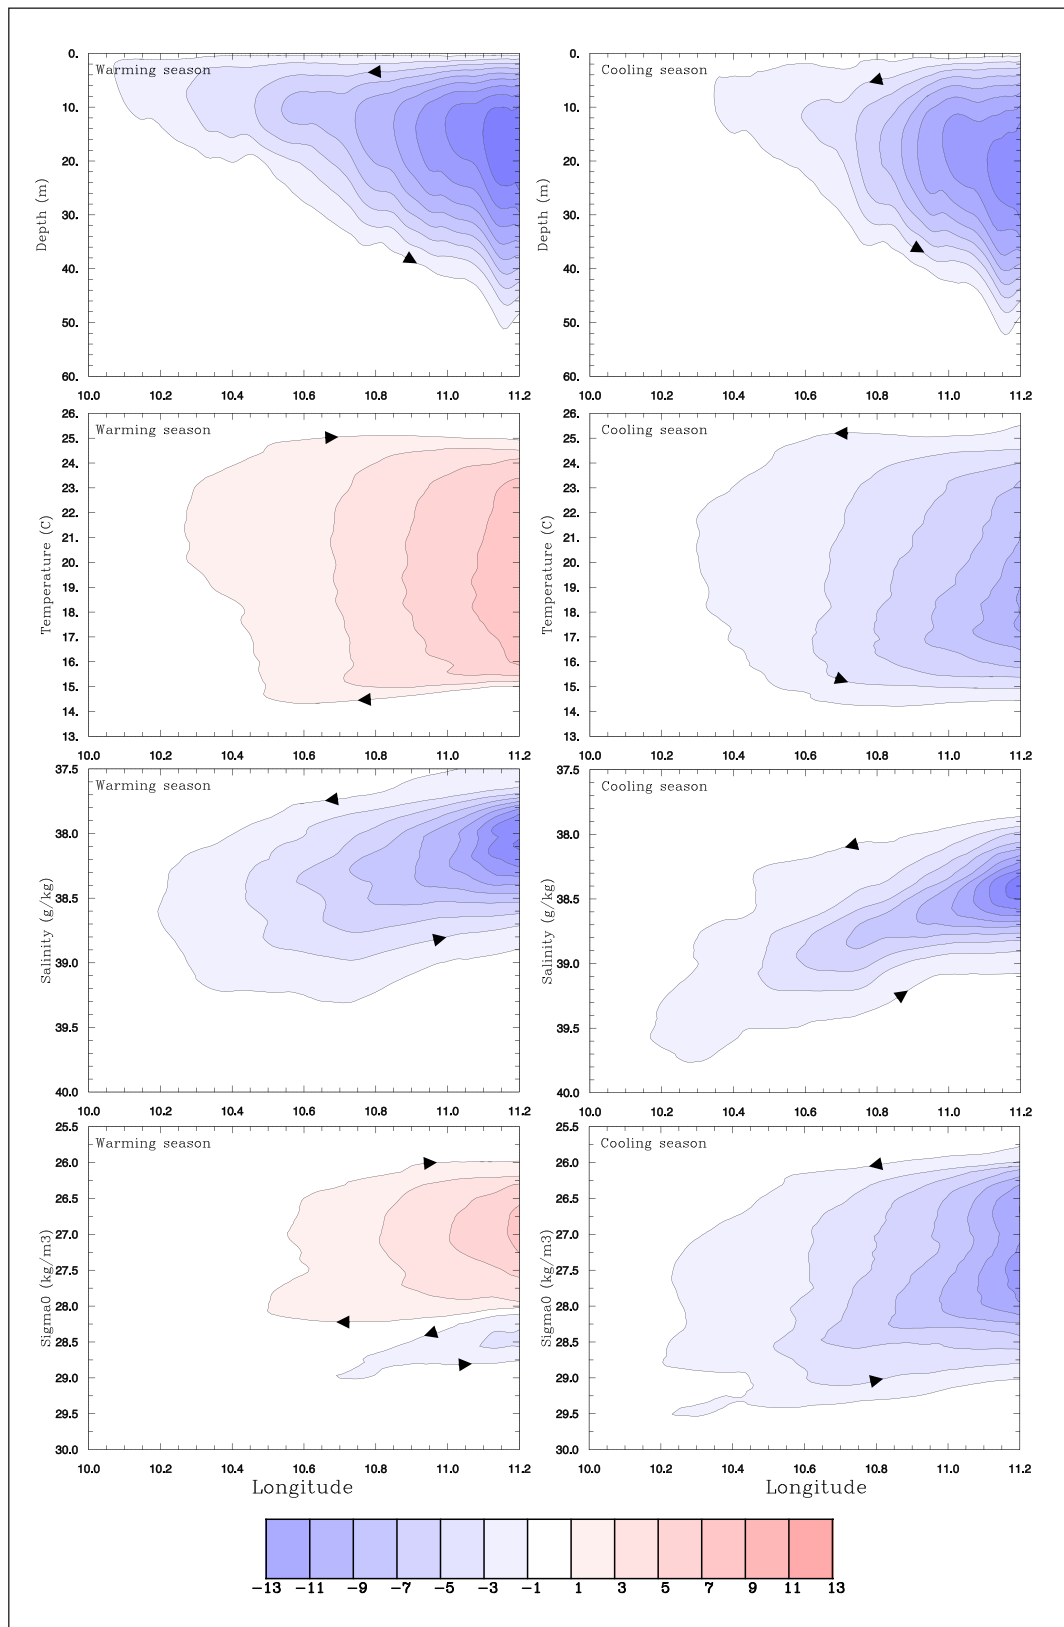 0.
10.
20.
30.
40.
50.
60.
Depth (m)
Warming season
10.0 10.2 10.4 10.6 10.8 11.0 11.2
0.
10.
20.
30.
40.
50.
60.
Depth (m)
Cooling season
10.0 10.2 10.4 10.6 10.8 11.0 11.2
26.
25.
24.
23.
22.
21.
20.
19.
18.
17.
16.
15.
14.
13.
Temperature (C)
Warming season
10.0 10.2 10.4 10.6 10.8 11.0 11.2
26.
25.
24.
23.
22.
21.
20.
19.
18.
17.
16.
15.
14.
13.
Temperature (C)
Cooling season
10.0 10.2 10.4 10.6 10.8 11.0 11.2
37.5
38.0
38.5
39.0
39.5
40.0
Salinity (g/kg)
Warming season
10.0 10.2 10.4 10.6 10.8 11.0 11.2
37.5
38.0
38.5
39.0
39.5
40.0
Salinity (g/kg)
Cooling season
10.0 10.2 10.4 10.6 10.8 11.0 11.2
25.5
26.0
26.5
27.0
27.5
28.0
28.5
29.0
29.5
30.0
Sigma0 (kg/m3)
Warming season
10.0 10.2 10.4 10.6 10.8 11.0 11.2
Longitude
25.5
26.0
26.5
27.0
27.5
28.0
28.5
29.0
29.5
30.0
Sigma0 (kg/m3)
Cooling season
10.0 10.2 10.4 10.6 10.8 11.0 11.2
Longitude
-13 -11 -9 -7 -5 -3 -1 1 3 5 7 9 11 13